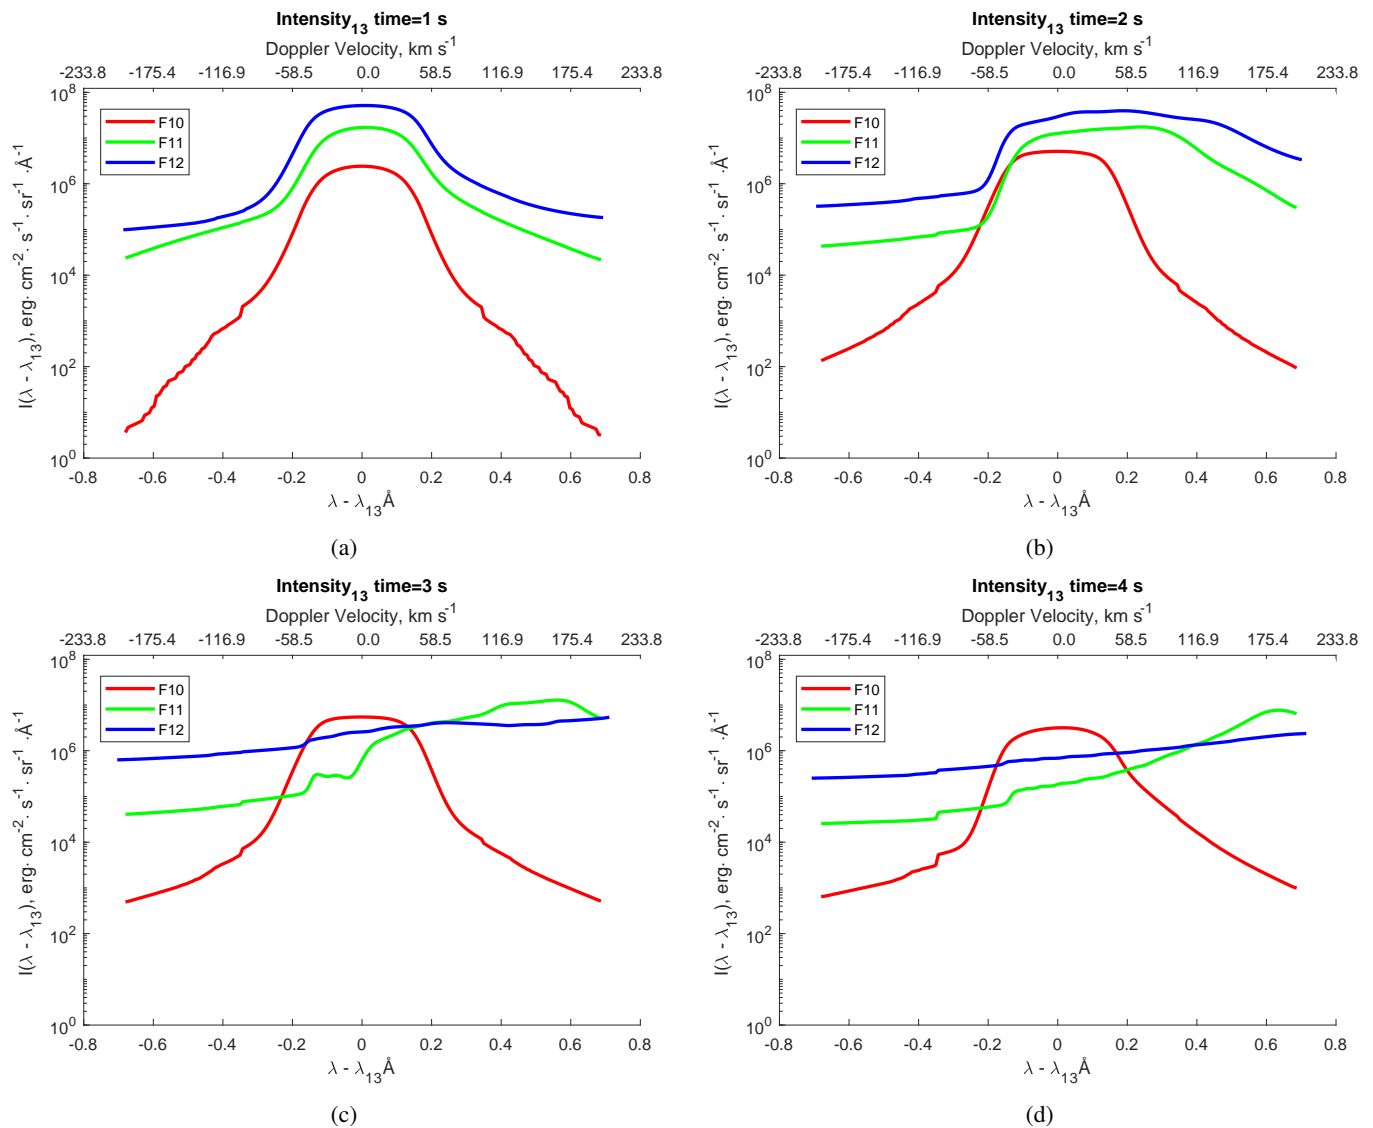 Intensity₁₃ time=1 s
Doppler Velocity, km s⁻¹
-233.8 -175.4 -116.9 -58.5 0.0 58.5 116.9 175.4 233.8
10⁸
10⁶
10⁴
10²
10⁰
I(λ - λ₁₃), erg· cm⁻²· s⁻¹· sr⁻¹ ·Å⁻¹
F10
F11
F12
-0.8 -0.6 -0.4 -0.2 0 0.2 0.4 0.6 0.8
λ - λ₁₃Å
(a)
Intensity₁₃ time=2 s
Doppler Velocity, km s⁻¹
-233.8 -175.4 -116.9 -58.5 0.0 58.5 116.9 175.4 233.8
10⁸
10⁶
10⁴
10²
10⁰
I(λ - λ₁₃), erg· cm⁻²· s⁻¹· sr⁻¹ ·Å⁻¹
F10
F11
F12
-0.8 -0.6 -0.4 -0.2 0 0.2 0.4 0.6 0.8
λ - λ₁₃Å
(b)
Intensity₁₃ time=3 s
Doppler Velocity, km s⁻¹
-233.8 -175.4 -116.9 -58.5 0.0 58.5 116.9 175.4 233.8
10⁸
10⁶
10⁴
10²
10⁰
I(λ - λ₁₃), erg· cm⁻²· s⁻¹· sr⁻¹ ·Å⁻¹
F10
F11
F12
-0.8 -0.6 -0.4 -0.2 0 0.2 0.4 0.6 0.8
λ - λ₁₃Å
(c)
Intensity₁₃ time=4 s
Doppler Velocity, km s⁻¹
-233.8 -175.4 -116.9 -58.5 0.0 58.5 116.9 175.4 233.8
10⁸
10⁶
10⁴
10²
10⁰
I(λ - λ₁₃), erg· cm⁻²· s⁻¹· sr⁻¹ ·Å⁻¹
F10
F11
F12
-0.8 -0.6 -0.4 -0.2 0 0.2 0.4 0.6 0.8
λ - λ₁₃Å
(d)